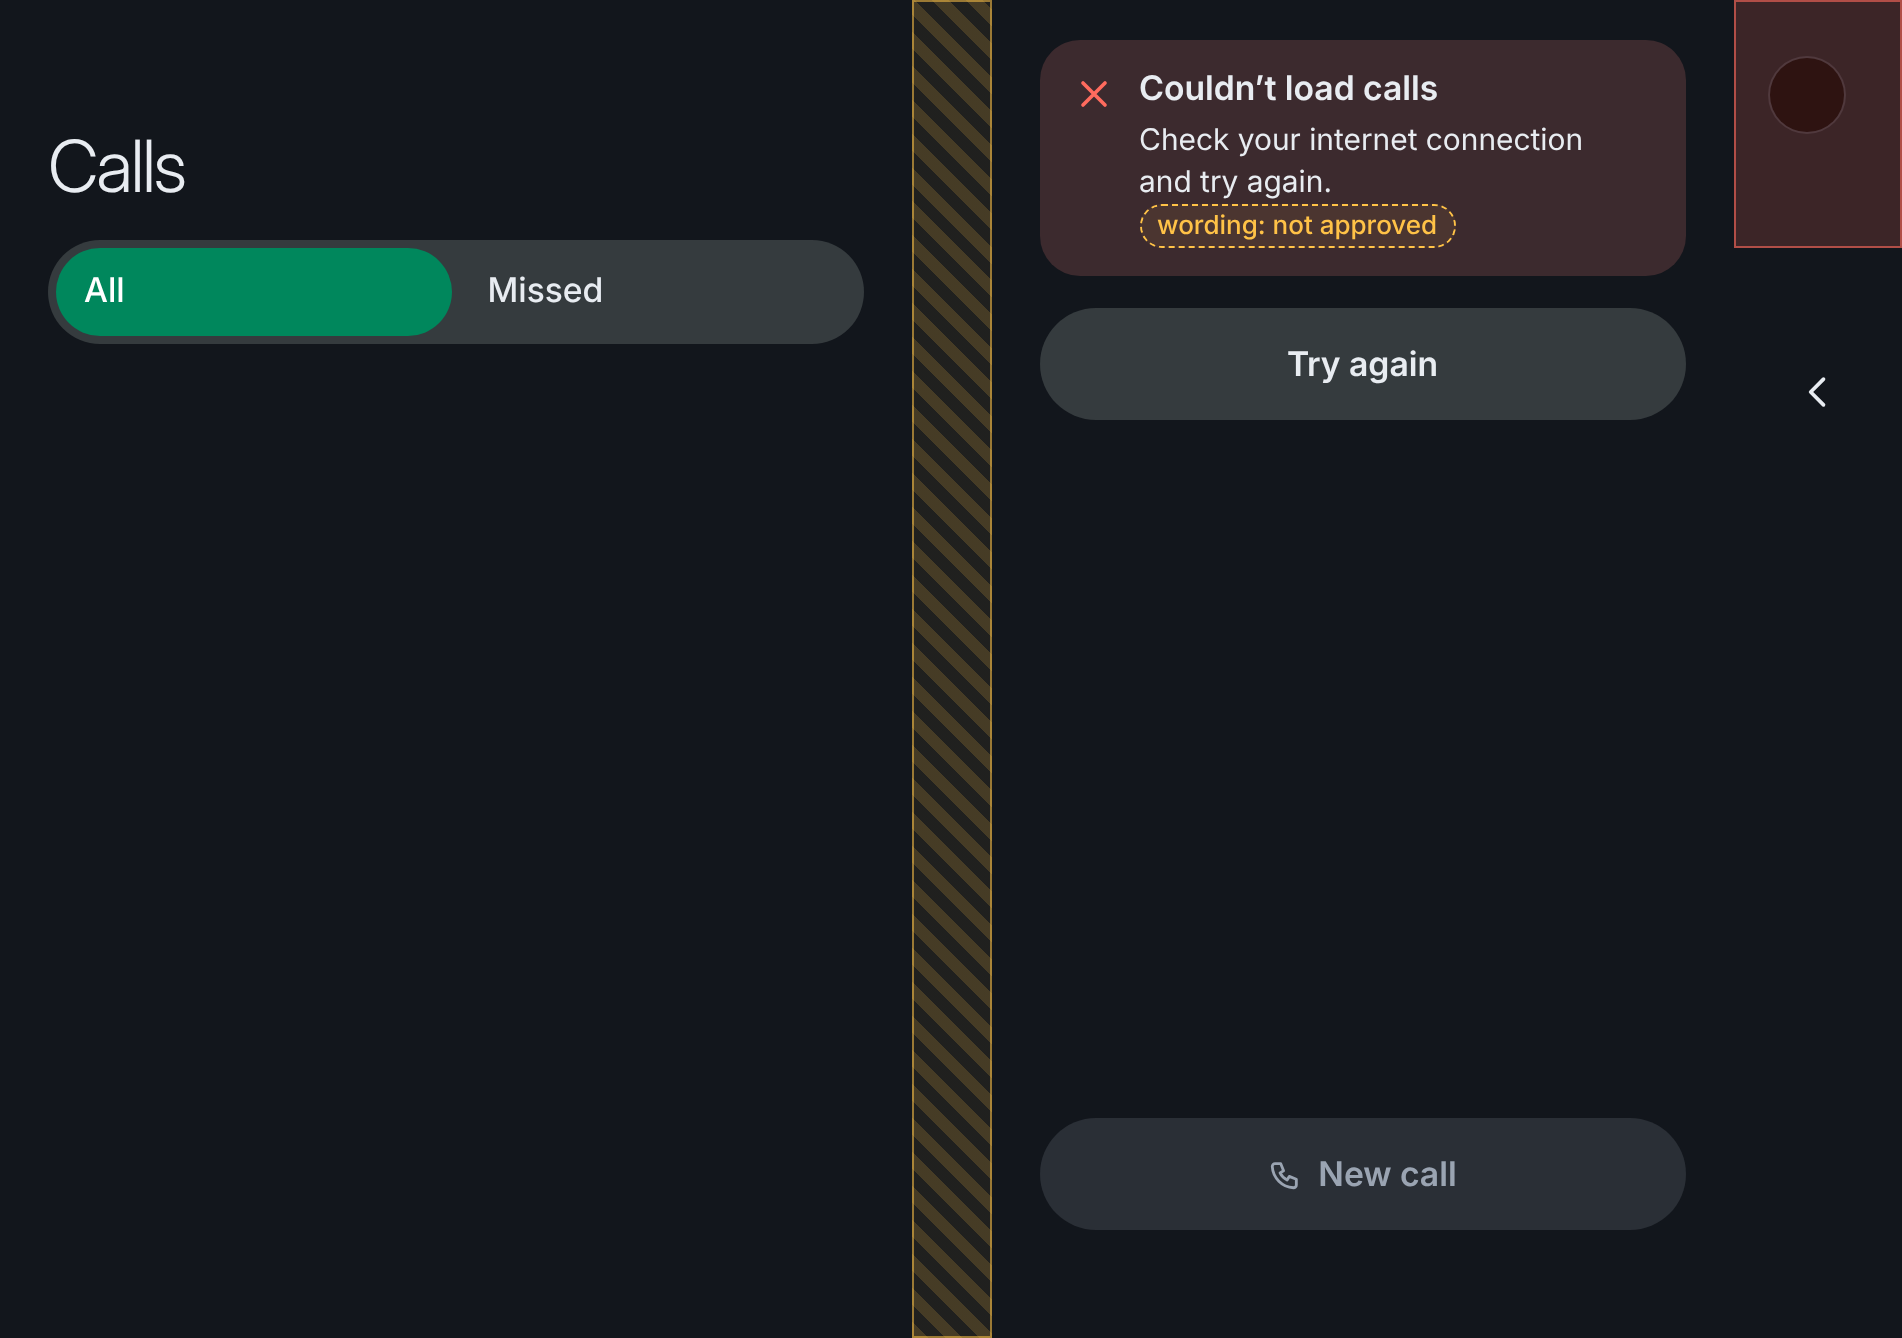 Calls
All
Missed
Couldn’t load calls
Check your internet connection
and try again.
wording: not approved
Try again
New call